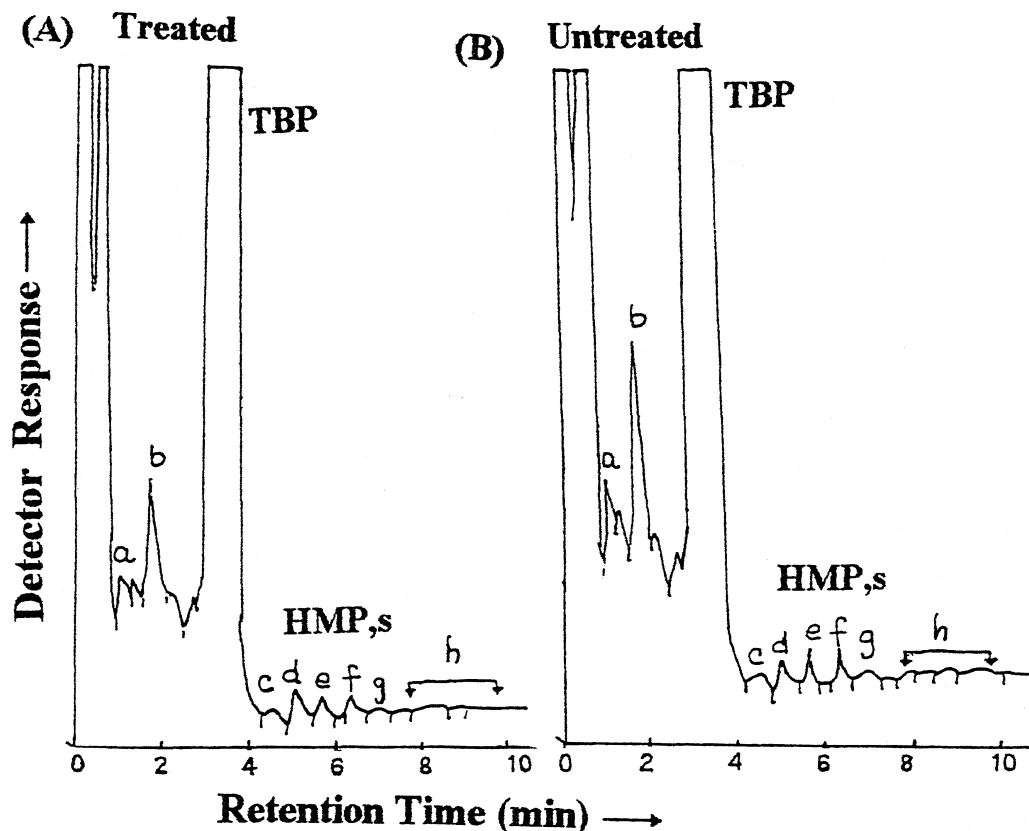 (A) Treated
(B) Untreated
TBP
TBP
Detector Response
a
b
HMP,s
c d e f g h
a
b
HMP,s
c d e f g h
0 2 4 6 8 10
0 2 4 6 8 10
Retention Time (min)